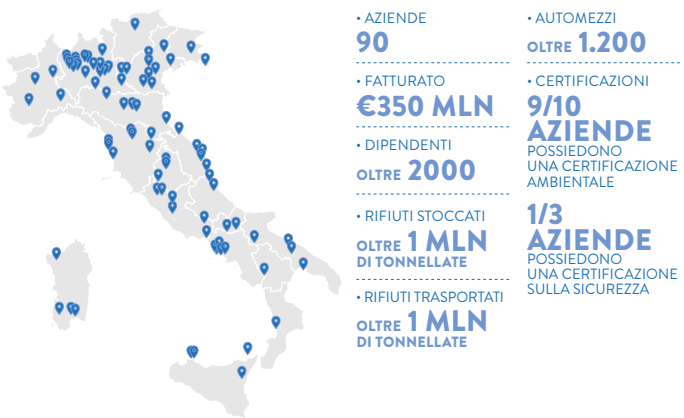 • AZIENDE
90
• FATTURATO
€350 MLN
• DIPENDENTI
OLTRE 2000
• RIFIUTI STOCCATI
OLTRE 1 MLN
DI TONNELLATE
• RIFIUTI TRASPORTATI
OLTRE 1 MLN
DI TONNELLATE
• AUTOMEZZI
OLTRE 1.200
• CERTIFICAZIONI
9/10
AZIENDE
POSSIEDONO
UNA CERTIFICAZIONE
AMBIENTALE
1/3
AZIENDE
POSSIEDONO
UNA CERTIFICAZIONE
SULLA SICUREZZA